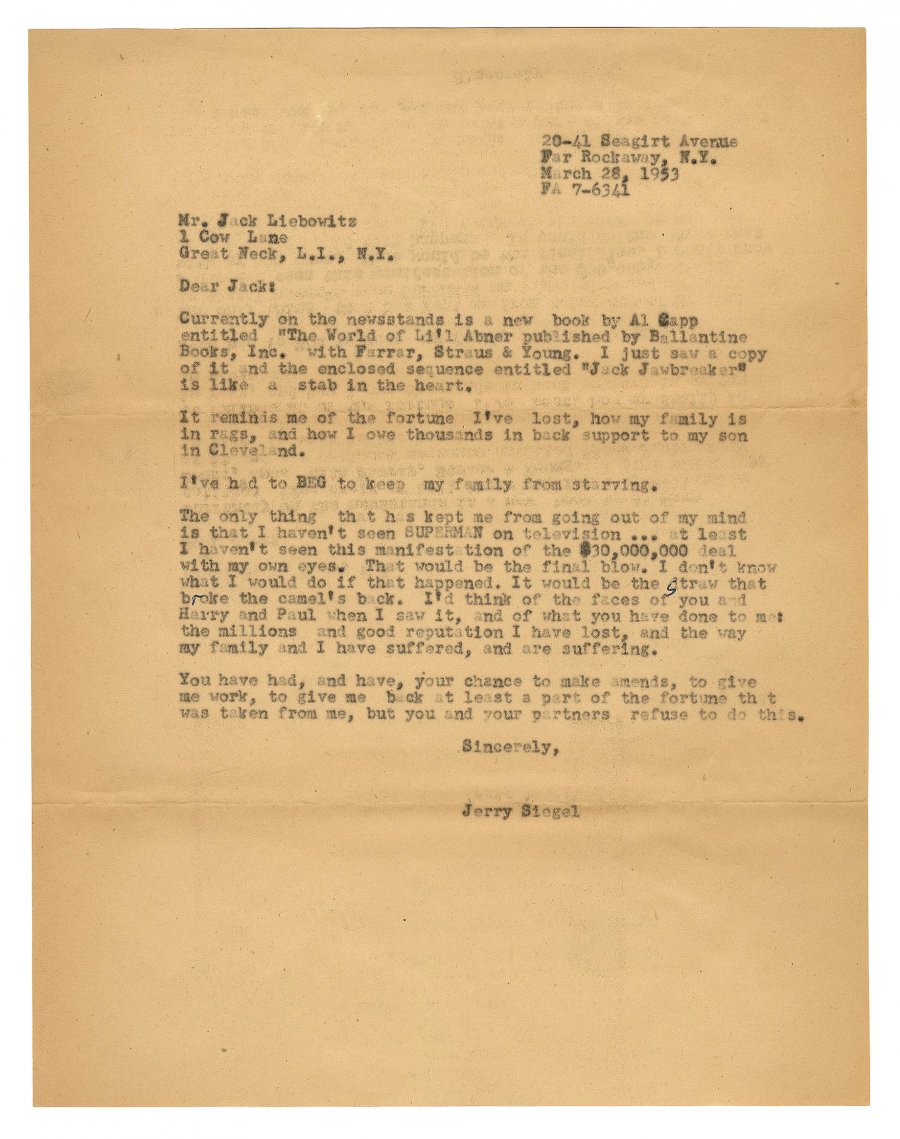 20-41 Seagirt Avenue
Far Rockaway, N.Y.
March 28, 1953
FA 7-6341
Mr. Jack Liebowitz
1 Cow Lane
Great Neck, L.I., N.Y.
Dear Jack:
Currently on the newsstands is a new book by Al Capp
entitled "The World of Li'l Abner published by Ballantine
Books, Inc. with Farrar, Straus & Young. I just saw a copy
of it and the enclosed sequence entitled "Jack Jawbreaker"
is like a stab in the heart.
It reminds me of the fortune I've lost, how my family is
in rags, and how I owe thousands in back support to my son
in Cleveland.
I've had to BEG to keep my family from starving.
The only thing that has kept me from going out of my mind
is that I haven't seen SUPERMAN on television ... at least
I haven't seen this manifestation of the $30,000,000 deal
with my own eyes. That would be the final blow. I don't know
what I would do if that happened. It would be the straw that
broke the camel's back. I'd think of the faces of you and
Harry and Paul when I saw it, and of what you have done to me:
the millions and good reputation I have lost, and the way
my family and I have suffered, and are suffering.
You have had, and have, your chance to make amends, to give
me work, to give me back at least a part of the fortune that
was taken from me, but you and your partners refuse to do this.
Sincerely,
Jerry Siegel